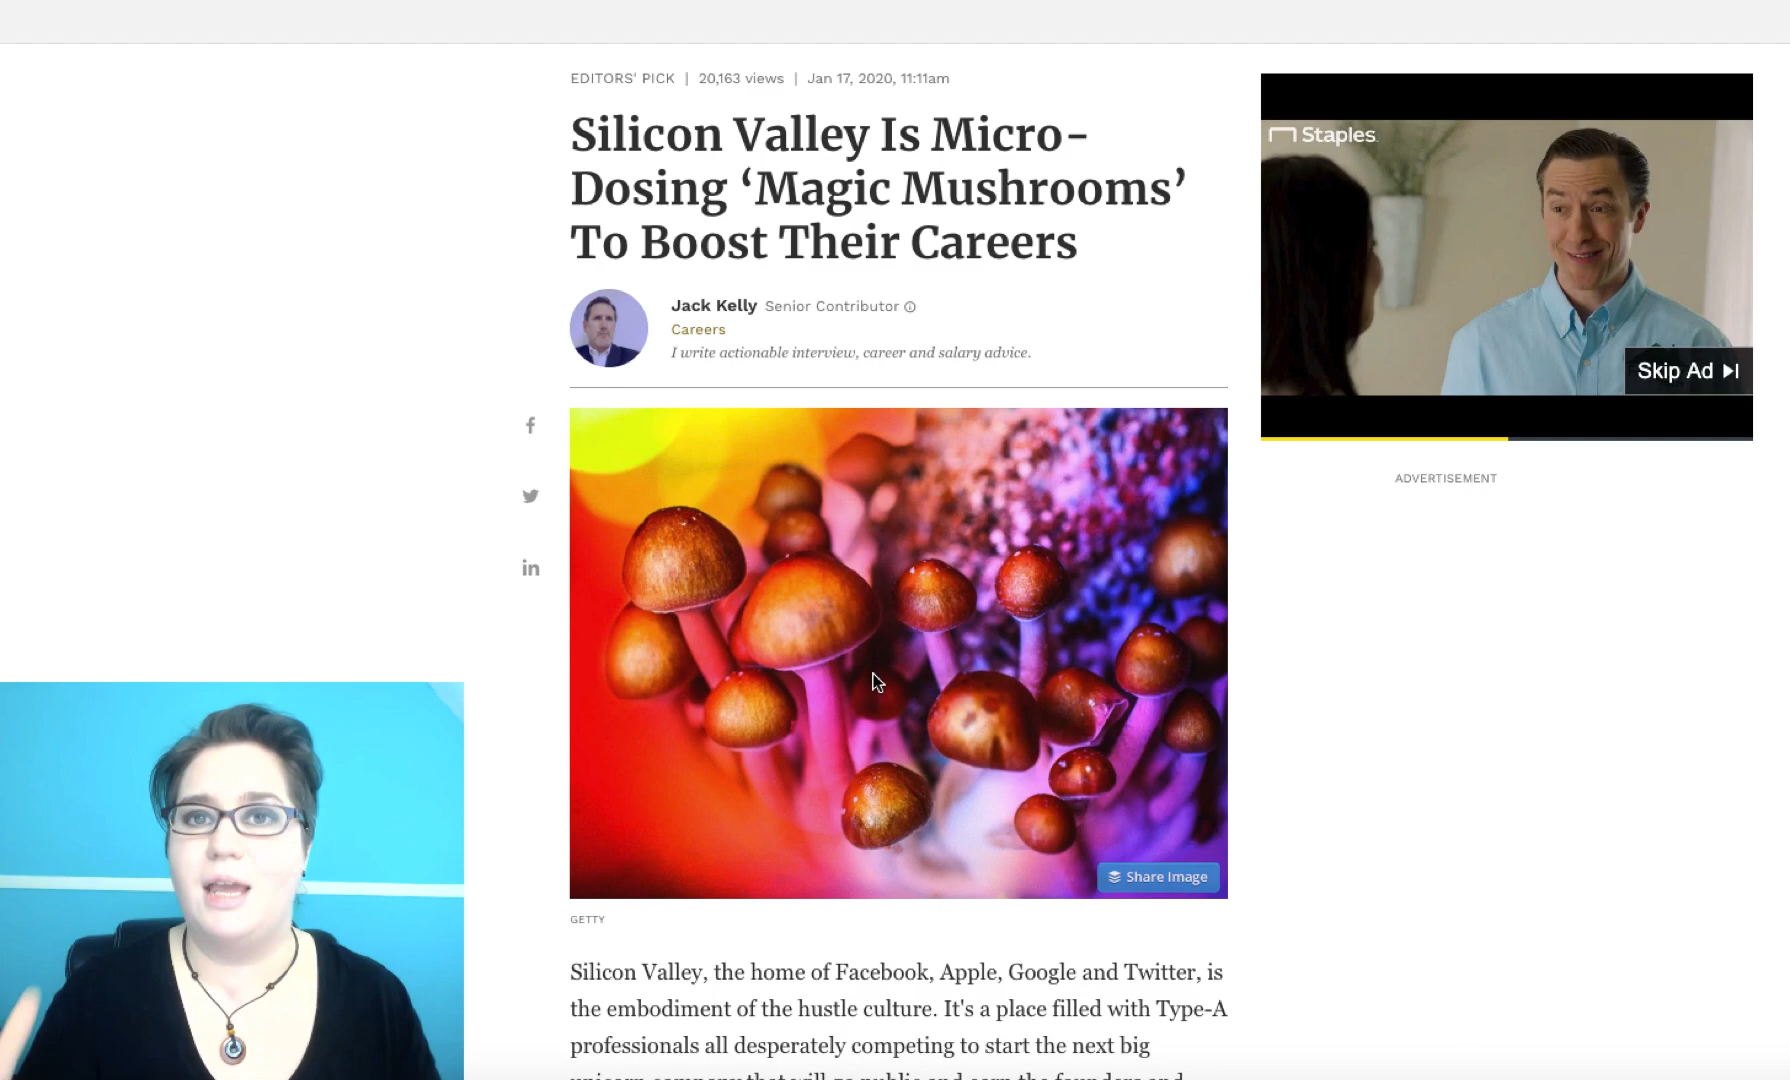 EDITORS' PICK | 20,163 views | Jan 17, 2020, 11:11am
Silicon Valley Is Micro-
Dosing ‘Magic Mushrooms’
To Boost Their Careers
Jack Kelly Senior Contributor
Careers
I write actionable interview, career and salary advice.
Staples
Skip Ad
ADVERTISEMENT
Share Image
GETTY
Silicon Valley, the home of Facebook, Apple, Google and Twitter, is
the embodiment of the hustle culture. It's a place filled with Type-A
professionals all desperately competing to start the next big